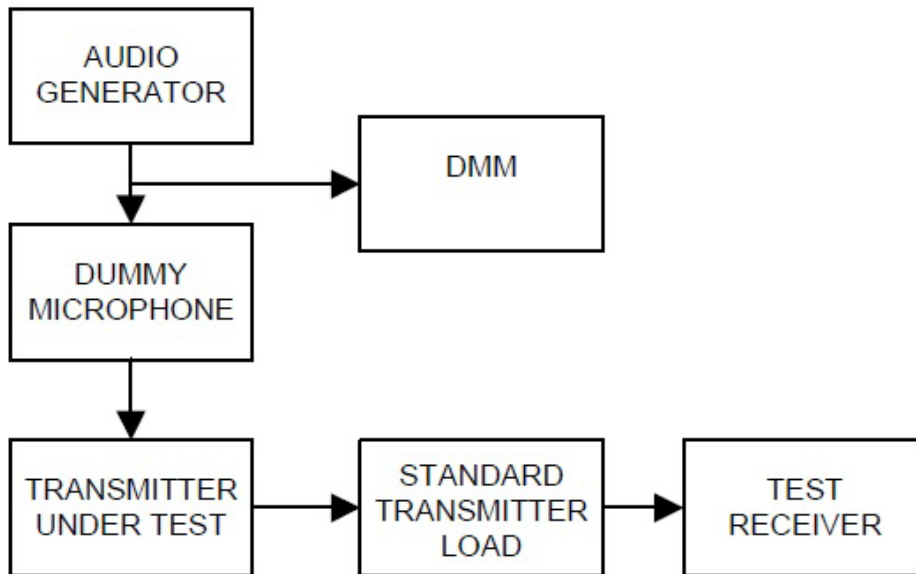 AUDIO
GENERATOR
DMM
DUMMY
MICROPHONE
TRANSMITTER
UNDER TEST
STANDARD
TRANSMITTER
LOAD
TEST
RECEIVER